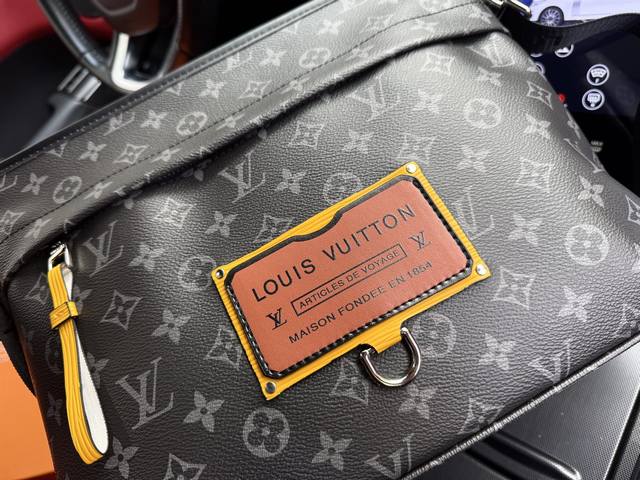 LOUIS VUITTON
ARTICLES DE VOYAGE
MAISON FONDEE EN 1854